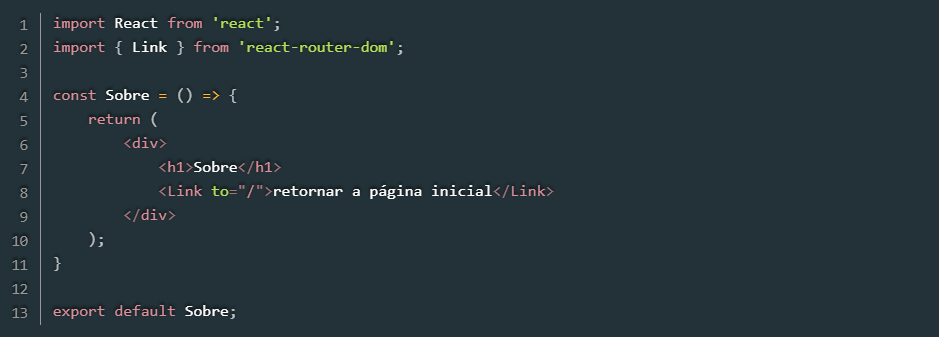 1 import React from 'react';
2 import { Link } from 'react-router-dom';
3
4 const Sobre = () => {
5     return (
6         <div>
7             <h1>Sobre</h1>
8             <Link to="/">retornar a página inicial</Link>
9         </div>
10     );
11 }
12
13 export default Sobre;